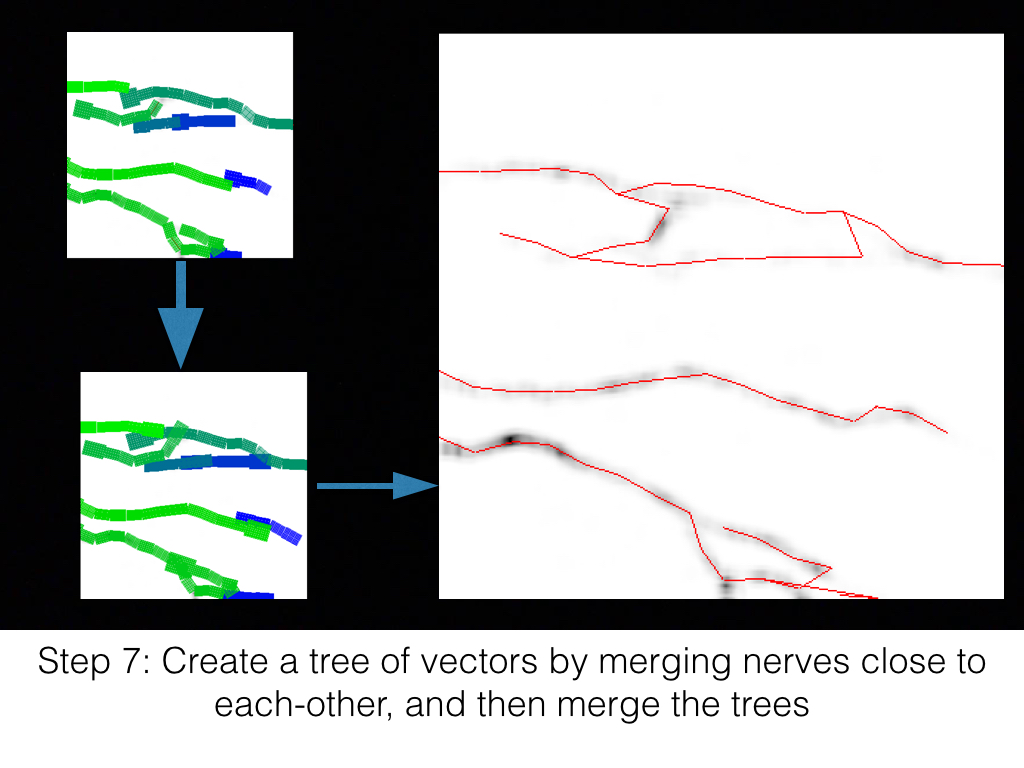 Step 7: Create a tree of vectors by merging nerves close to
each-other, and then merge the trees